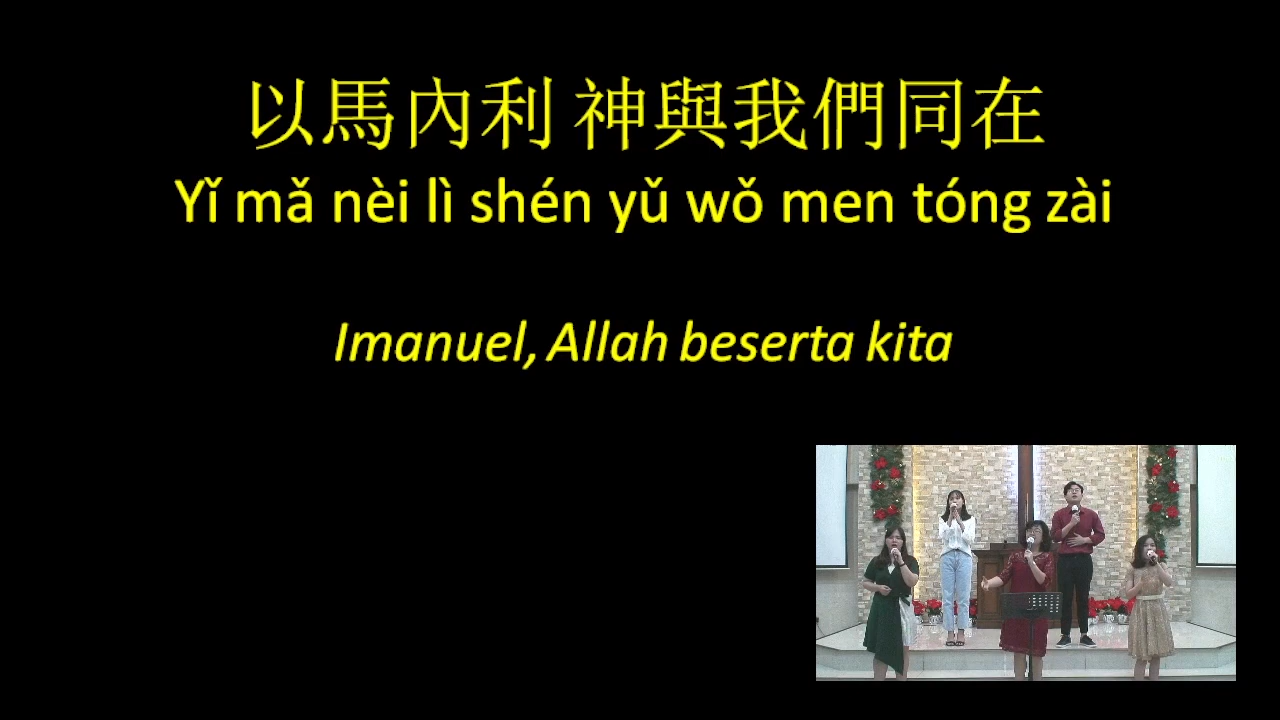 以馬內利 神與我們同在
Yǐ mǎ nèi lì shén yǔ wǒ men tóng zài
Imanuel, Allah beserta kita